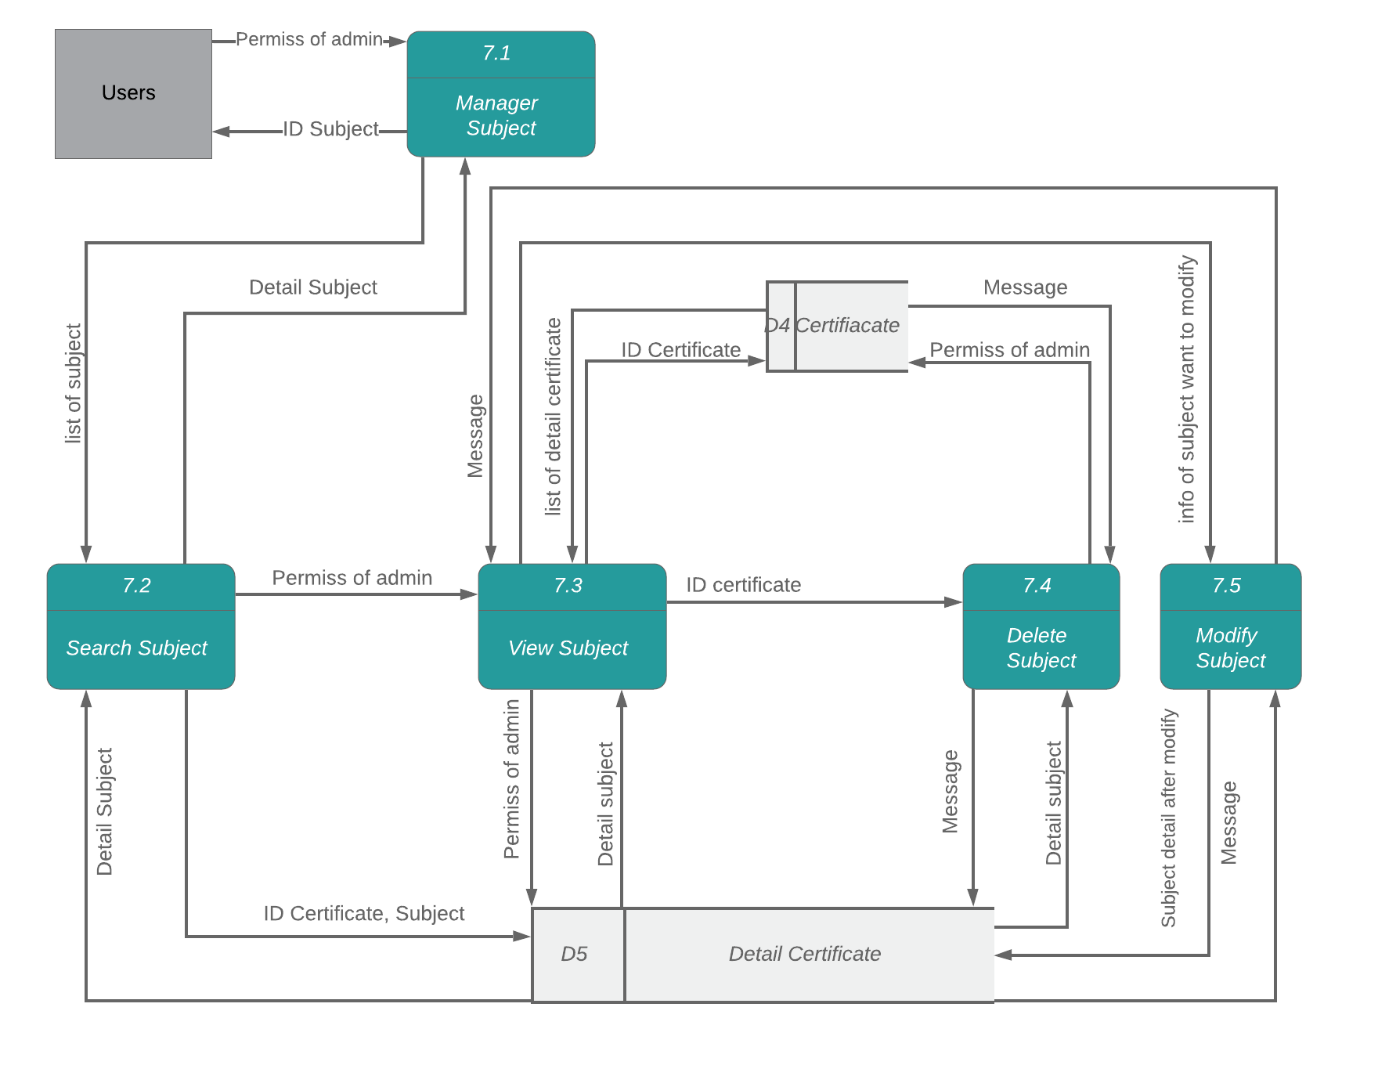 Users
Permiss of admin
ID Subject
7.1
Manager
Subject
Detail Subject
list of subject
Message
list of detail certificate
ID Certificate
D4
Certifiacate
Message
Permiss of admin
info of subject want to modify
7.2
Search Subject
Permiss of admin
7.3
View Subject
ID certificate
7.4
Delete
Subject
7.5
Modify
Subject
Detail Subject
Permiss of admin
Detail subject
Message
Detail subject
Subject detail after modify
Message
ID Certificate, Subject
D5
Detail Certificate